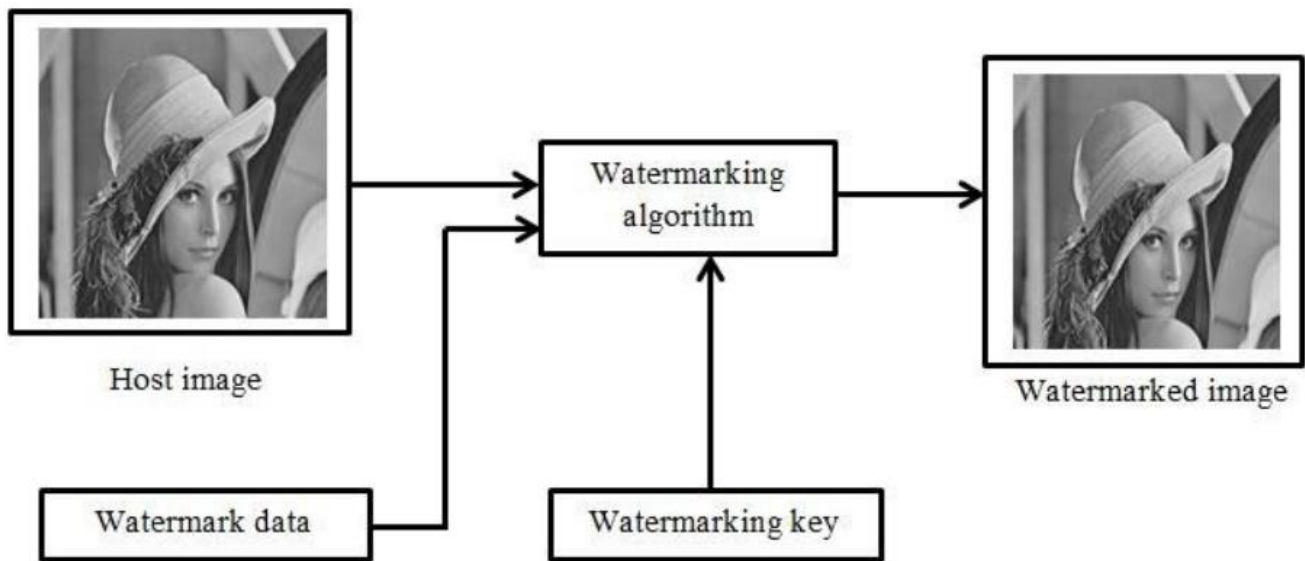 Watermarking
algorithm
Host image
Watermarked image
Watermark data
Watermarking key